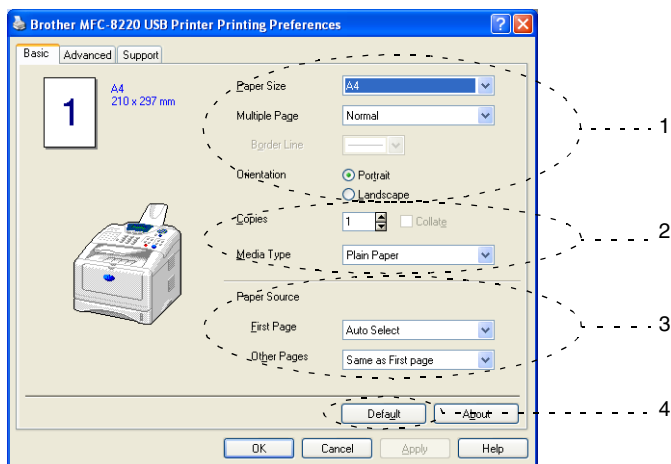 Brother MFC-8220 USB Printer Printing Preferences
Basic Advanced Support
1
A4
210 x 297 mm
Paper Size A4
Multiple Page Normal
Border Line
Orientation Portrait
Landscape
1
Copies 1 Collate
2
Media Type Plain Paper
Paper Source
First Page Auto Select
3
Other Pages Same as First page
Default About
4
OK Cancel Apply Help